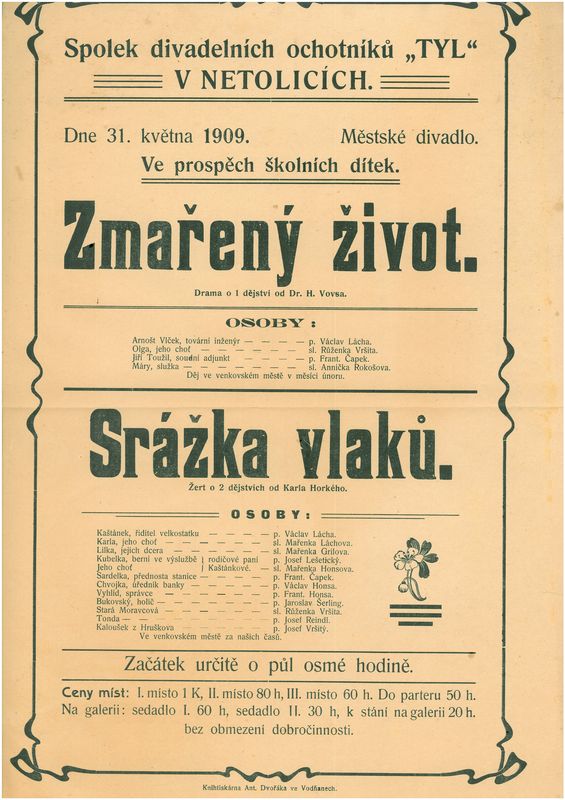 Spolek divadelních ochotníků „TYL“
V NETOLICÍCH.
Dne 31. května 1909. Městské divadlo.
Ve prospěch školních dítek.
Zmařený život.
Drama o 1 dějství od Dr. H. Vovsa.
OSOBY:
Arnošt Vlček, tovární inženýr — — — — p. Václav Lácha.
Olga, jeho choť — — — — — — sl. Růženka Vršita.
Jiří Toužil, soudní adjunkt — — — — p. Frant. Čapek.
Máry, služka — — — — — — — sl. Annička Rokošova.
Děj ve venkovském městě v měsíci únoru.
Srážka vlaků.
Žert o 2 dějstvích od Karla Horkého.
OSOBY:
Kaštánek, řiditel velkostatku — — — — p. Václav Lácha.
Karla, jeho choť — — — — — — sl. Mařenka Láchova.
Lilka, jejich dcera — — — — — — sl. Mařenka Grilova.
Kubelka, berní ve výslužbě } rodičové paní p. Josef Lešetický.
Jeho choť } Kaštánkové. — sl. Mařenka Honsova.
Šardelka, přednosta stanice — — — — p. Frant. Čapek.
Chvojka, úředník banky — — — — p. Václav Honsa.
Vyhlíd, správce — — — — — — p. Frant. Honsa.
Bukovský, holič — — — — — — p. Jaroslav Šerling.
Stará Moravcová — — — — — — sl. Růženka Vršita.
Tonda — — — — — — — — p. Josef Reindl.
Kaloušek z Hruškova — — — — — p. Josef Vršitý.
Ve venkovském městě za našich časů.
Začátek určitě o půl osmé hodině.
Ceny míst: I. místo 1 K, II. místo 80 h, III. místo 60 h. Do parteru 50 h.
Na galerii: sedadlo I. 60 h, sedadlo II. 30 h, k stání na galerii 20 h.
bez obmezení dobročinnosti.
Knihtiskárna Ant. Dvořáka ve Vodňanech.